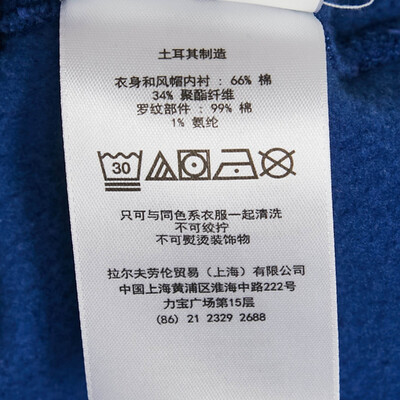 土耳其制造
衣身和风帽内衬 : 66% 棉
34% 聚酯纤维
罗纹部件 : 99% 棉
1% 氨纶
30
只可与同色系衣服一起清洗
不可绞拧
不可熨烫装饰物
拉尔夫劳伦贸易（上海）有限公司
中国上海黄浦区淮海中路222号
力宝广场第15层
(86) 21 2329 2688